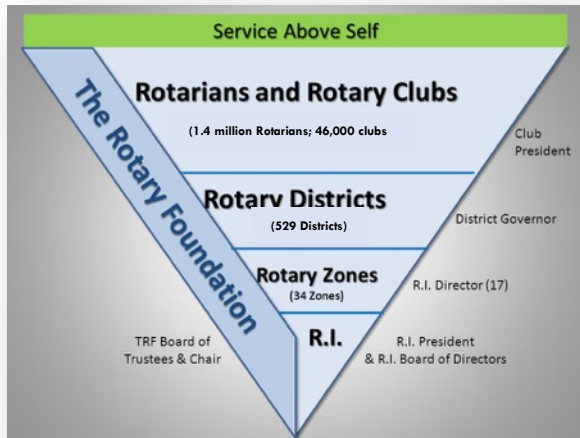 Service Above Self
The Rotary Foundation
Rotarians and Rotary Clubs
(1.4 million Rotarians; 46,000 clubs
Club
President
Rotary Districts
(529 Districts)
District Governor
Rotary Zones
(34 Zones)
R.I. Director (17)
R.I.
TRF Board of
Trustees & Chair
R.I. President
& R.I. Board of Directors